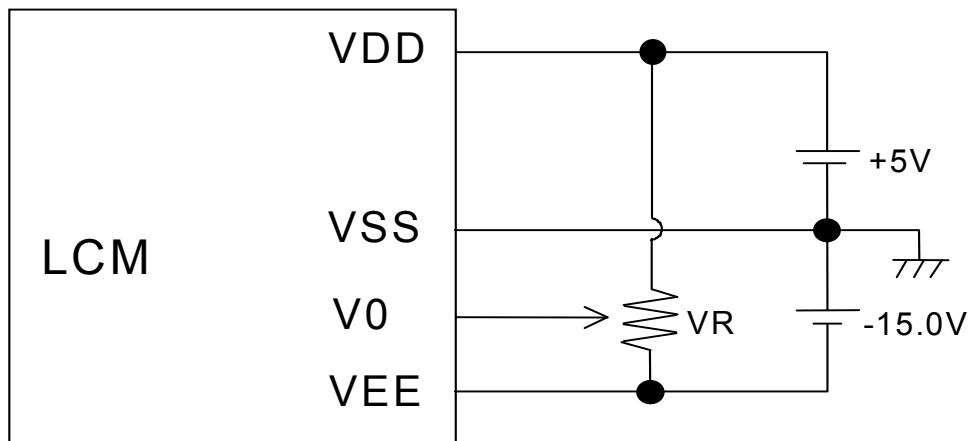 VDD
+5V
VSS
LCM
V0
VR
-15.0V
VEE